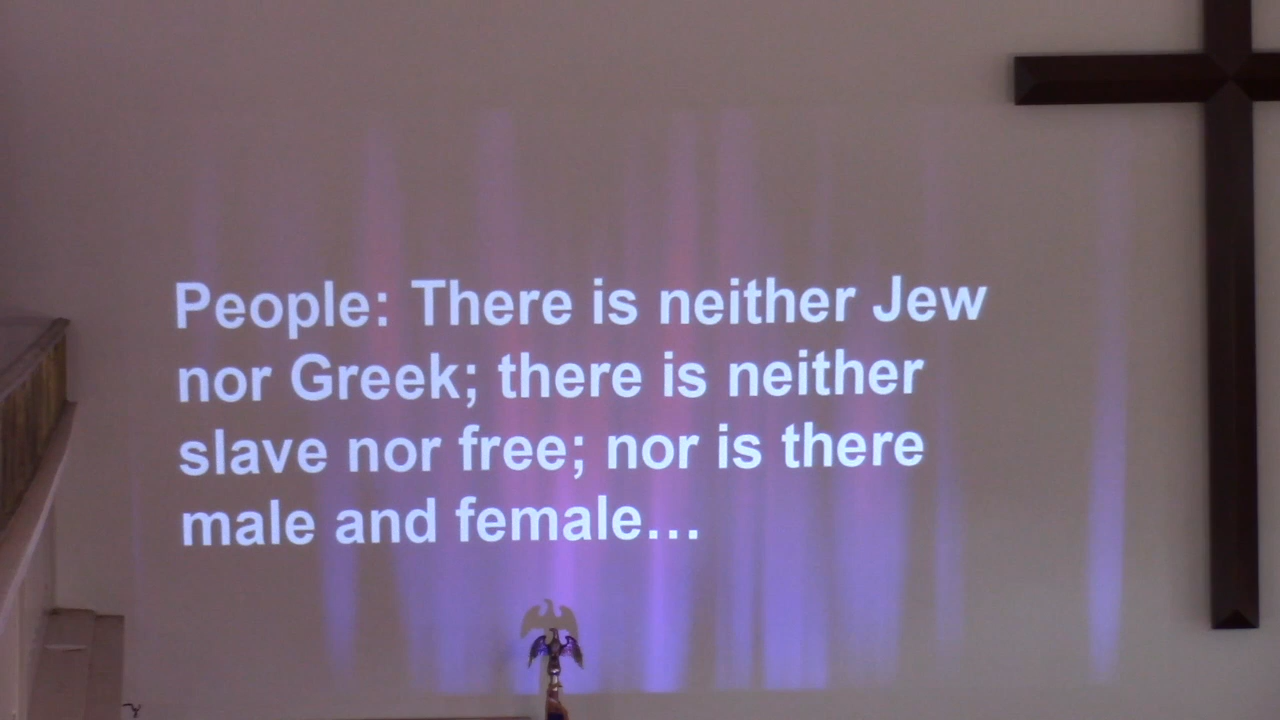 People: There is neither Jew
nor Greek; there is neither
slave nor free; nor is there
male and female...